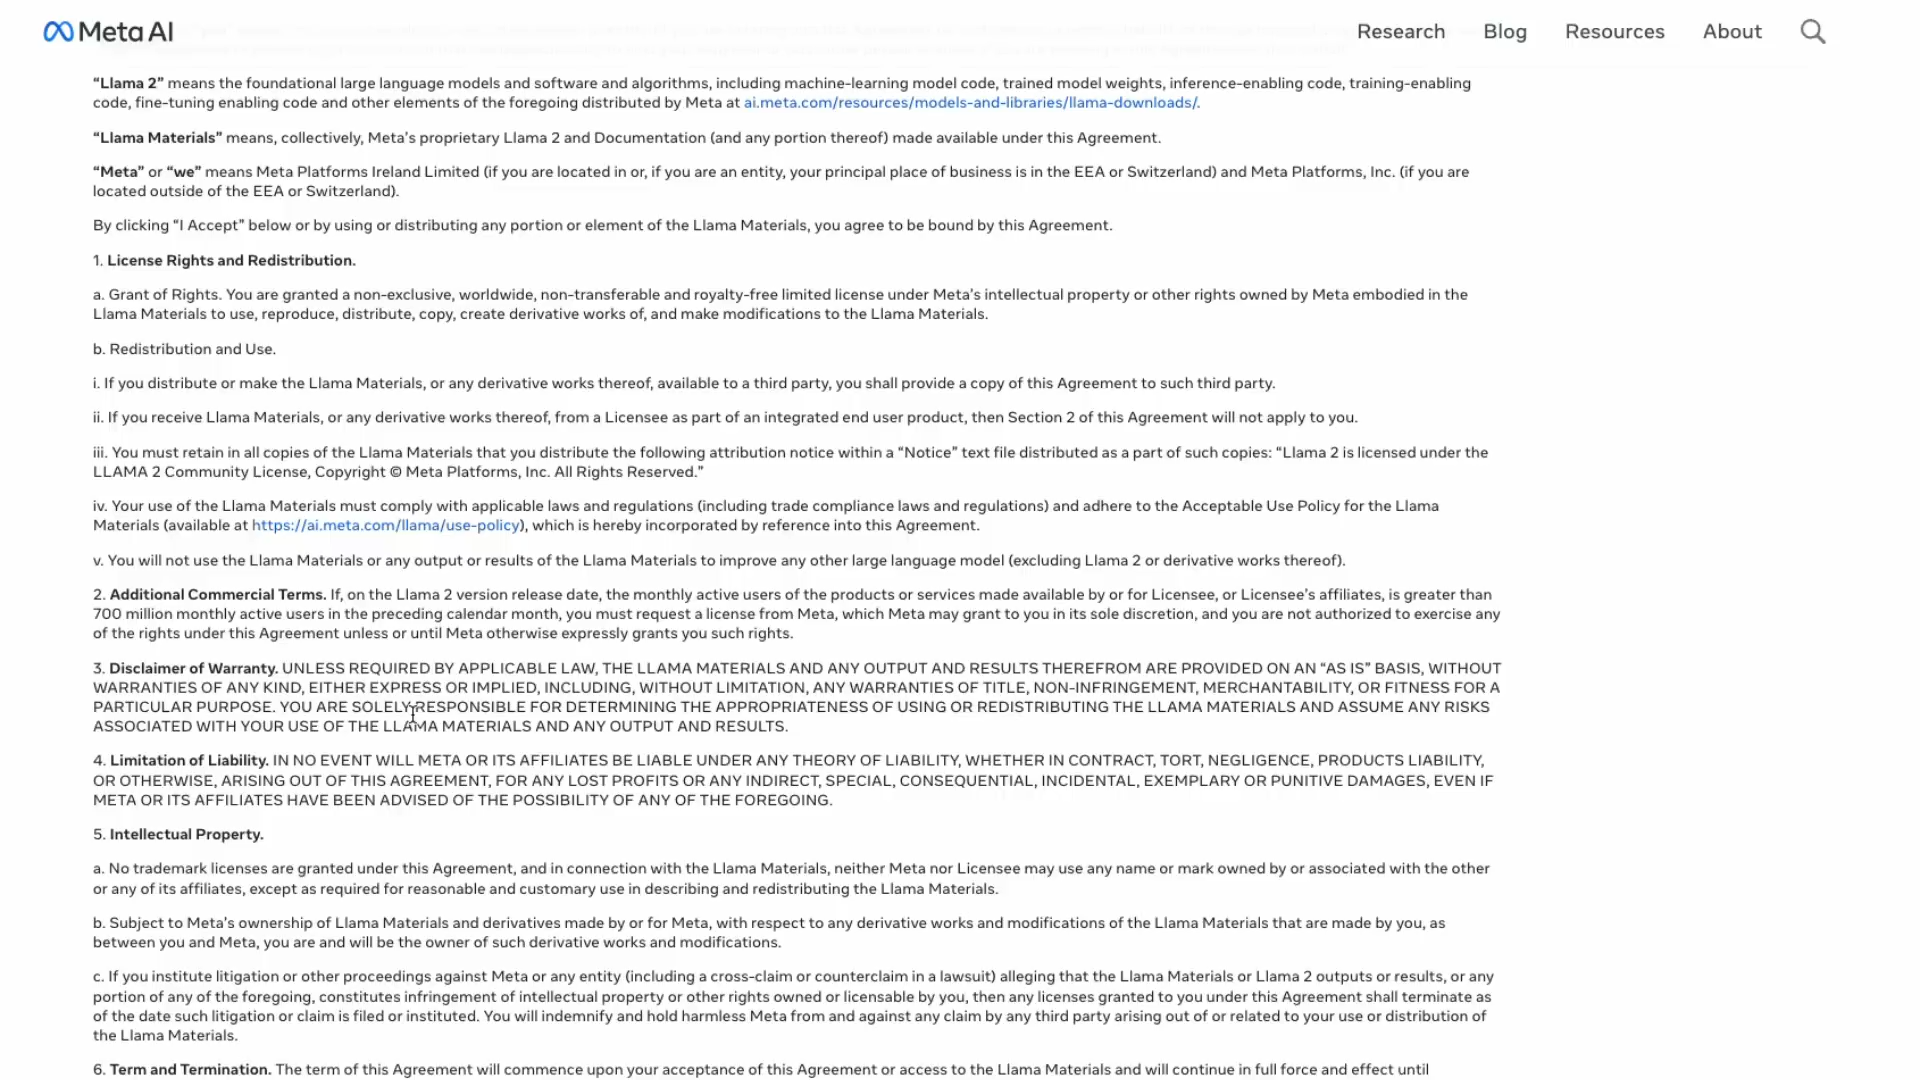 Meta AI
Research Blog Resources About
“Llama 2” means the foundational large language models and software and algorithms, including machine-learning model code, trained model weights, inference-enabling code, training-enabling
code, fine-tuning enabling code and other elements of the foregoing distributed by Meta at ai.meta.com/resources/models-and-libraries/llama-downloads/.
“Llama Materials” means, collectively, Meta’s proprietary Llama 2 and Documentation (and any portion thereof) made available under this Agreement.
“Meta” or “we” means Meta Platforms Ireland Limited (if you are located in or, if you are an entity, your principal place of business is in the EEA or Switzerland) and Meta Platforms, Inc. (if you are
located outside of the EEA or Switzerland).
By clicking “I Accept” below or by using or distributing any portion or element of the Llama Materials, you agree to be bound by this Agreement.
1. License Rights and Redistribution.
a. Grant of Rights. You are granted a non-exclusive, worldwide, non-transferable and royalty-free limited license under Meta’s intellectual property or other rights owned by Meta embodied in the
Llama Materials to use, reproduce, distribute, copy, create derivative works of, and make modifications to the Llama Materials.
b. Redistribution and Use.
i. If you distribute or make the Llama Materials, or any derivative works thereof, available to a third party, you shall provide a copy of this Agreement to such third party.
ii. If you receive Llama Materials, or any derivative works thereof, from a Licensee as part of an integrated end user product, then Section 2 of this Agreement will not apply to you.
iii. You must retain in all copies of the Llama Materials that you distribute the following attribution notice within a “Notice” text file distributed as a part of such copies: “Llama 2 is licensed under the
LLAMA 2 Community License, Copyright © Meta Platforms, Inc. All Rights Reserved.”
iv. Your use of the Llama Materials must comply with applicable laws and regulations (including trade compliance laws and regulations) and adhere to the Acceptable Use Policy for the Llama
Materials (available at https://ai.meta.com/llama/use-policy), which is hereby incorporated by reference into this Agreement.
v. You will not use the Llama Materials or any output or results of the Llama Materials to improve any other large language model (excluding Llama 2 or derivative works thereof).
2. Additional Commercial Terms. If, on the Llama 2 version release date, the monthly active users of the products or services made available by or for Licensee, or Licensee’s affiliates, is greater than
700 million monthly active users in the preceding calendar month, you must request a license from Meta, which Meta may grant to you in its sole discretion, and you are not authorized to exercise any
of the rights under this Agreement unless or until Meta otherwise expressly grants you such rights.
3. Disclaimer of Warranty. UNLESS REQUIRED BY APPLICABLE LAW, THE LLAMA MATERIALS AND ANY OUTPUT AND RESULTS THEREFROM ARE PROVIDED ON AN “AS IS” BASIS, WITHOUT
WARRANTIES OF ANY KIND, EITHER EXPRESS OR IMPLIED, INCLUDING, WITHOUT LIMITATION, ANY WARRANTIES OF TITLE, NON-INFRINGEMENT, MERCHANTABILITY, OR FITNESS FOR A
PARTICULAR PURPOSE. YOU ARE SOLELY RESPONSIBLE FOR DETERMINING THE APPROPRIATENESS OF USING OR REDISTRIBUTING THE LLAMA MATERIALS AND ASSUME ANY RISKS
ASSOCIATED WITH YOUR USE OF THE LLAMA MATERIALS AND ANY OUTPUT AND RESULTS.
4. Limitation of Liability. IN NO EVENT WILL META OR ITS AFFILIATES BE LIABLE UNDER ANY THEORY OF LIABILITY, WHETHER IN CONTRACT, TORT, NEGLIGENCE, PRODUCTS LIABILITY,
OR OTHERWISE, ARISING OUT OF THIS AGREEMENT, FOR ANY LOST PROFITS OR ANY INDIRECT, SPECIAL, CONSEQUENTIAL, INCIDENTAL, EXEMPLARY OR PUNITIVE DAMAGES, EVEN IF
META OR ITS AFFILIATES HAVE BEEN ADVISED OF THE POSSIBILITY OF ANY OF THE FOREGOING.
5. Intellectual Property.
a. No trademark licenses are granted under this Agreement, and in connection with the Llama Materials, neither Meta nor Licensee may use any name or mark owned by or associated with the other
or any of its affiliates, except as required for reasonable and customary use in describing and redistributing the Llama Materials.
b. Subject to Meta’s ownership of Llama Materials and derivatives made by or for Meta, with respect to any derivative works and modifications of the Llama Materials that are made by you, as
between you and Meta, you are and will be the owner of such derivative works and modifications.
c. If you institute litigation or other proceedings against Meta or any entity (including a cross-claim or counterclaim in a lawsuit) alleging that the Llama Materials or Llama 2 outputs or results, or any
portion of any of the foregoing, constitutes infringement of intellectual property or other rights owned or licensable by you, then any licenses granted to you under this Agreement shall terminate as
of the date such litigation or claim is filed or instituted. You will indemnify and hold harmless Meta from and against any claim by any third party arising out of or related to your use or distribution of
the Llama Materials.
6. Term and Termination. The term of this Agreement will commence upon your acceptance of this Agreement or access to the Llama Materials and will continue in full force and effect until